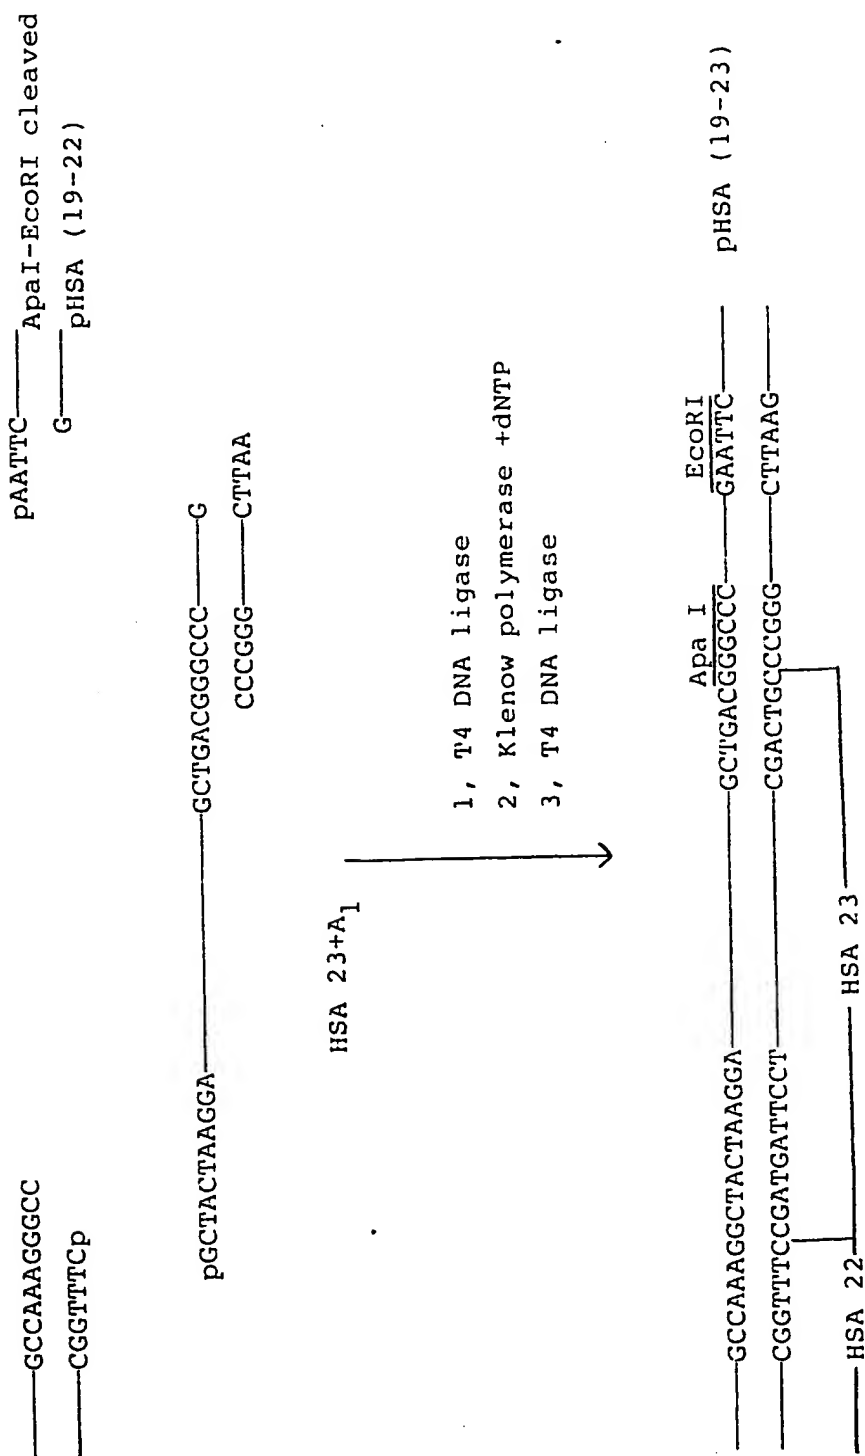 GCCAAAGGGCC
CGGTTTCp
pAATTC
ApaI-EcoRI cleaved
G
pHSA (19-22)
pGCTACTAAGGA
GCTGACGGGCCC
G
CCCGGG
CTTAA
HSA 23+A1
1, T4 DNA ligase
2, Klenow polymerase +dNTP
3, T4 DNA ligase
Apa I
EcoRI
GCCAAAGGCTACTAAGGA
GCTGACGGGCCC
GAATTC
pHSA (19-23)
CGGTTTCCGATGATTCCT
CGACTGCCCGGG
CTTAAG
HSA 22
HSA 23